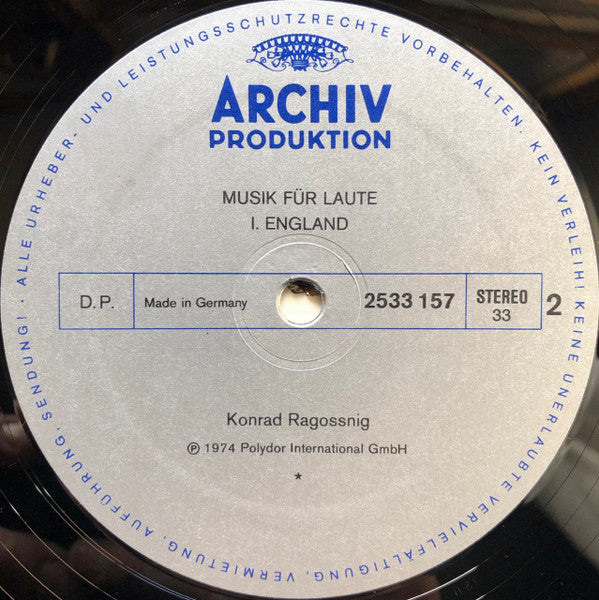 ALLE URHEBER- UND LEISTUNGSSCHUTZRECHTE VORBEHALTEN. KEIN VERLEIH! KEINE UNERLAUBTE VERVIELFÄLTIGUNG, VERMIETUNG, AUFFÜHRUNG, SENDUNG! ·
ARCHIV
PRODUKTION
MUSIK FÜR LAUTE
I. ENGLAND
D.P. Made in Germany 2533 157 STEREO 33 2
Konrad Ragossnig
Ⓟ 1974 Polydor International GmbH
*